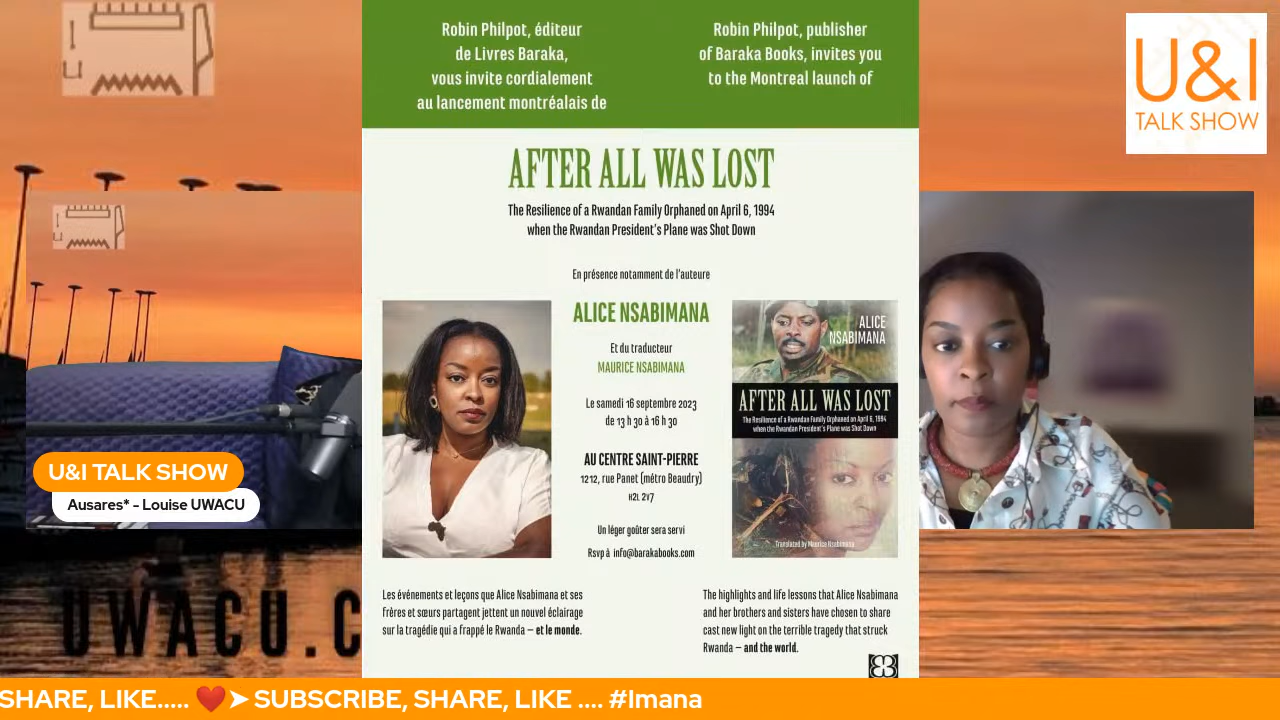 Robin Philpot, éditeur
de Livres Baraka,
vous invite cordialement
au lancement montréalais de
Robin Philpot, publisher
of Baraka Books, invites you
to the Montreal launch of
U&I
TALK SHOW
AFTER ALL WAS LOST
The Resilience of a Rwandan Family Orphaned on April 6, 1994
when the Rwandan President's Plane was Shot Down
En présence notamment de l'auteure
ALICE NSABIMANA
Et du traducteur
MAURICE NSABIMANA
Le samedi 16 septembre 2023
de 13 h 30 à 16 h 30
AU CENTRE SAINT-PIERRE
1212, rue Panet (métro Beaudry)
H2L 2Y7
Un léger goûter sera servi
Rsvp à info@barakabooks.com
ALICE
NSABIMANA
AFTER ALL WAS LOST
The Resilience of a Rwandan Family Orphaned on April 6, 1994
when the Rwandan President's Plane was Shot Down
Translated by Maurice Nsabimana
U&I TALK SHOW
Ausares* - Louise UWACU
Les événements et leçons que Alice Nsabimana et ses
frères et sœurs partagent jettent un nouvel éclairage
sur la tragédie qui a frappé le Rwanda – et le monde.
The highlights and life lessons that Alice Nsabimana
and her brothers and sisters have chosen to share
cast new light on the terrible tragedy that struck
Rwanda – and the world.
UWACU.C
SHARE, LIKE..... ❤️➤ SUBSCRIBE, SHARE, LIKE .... #Imana